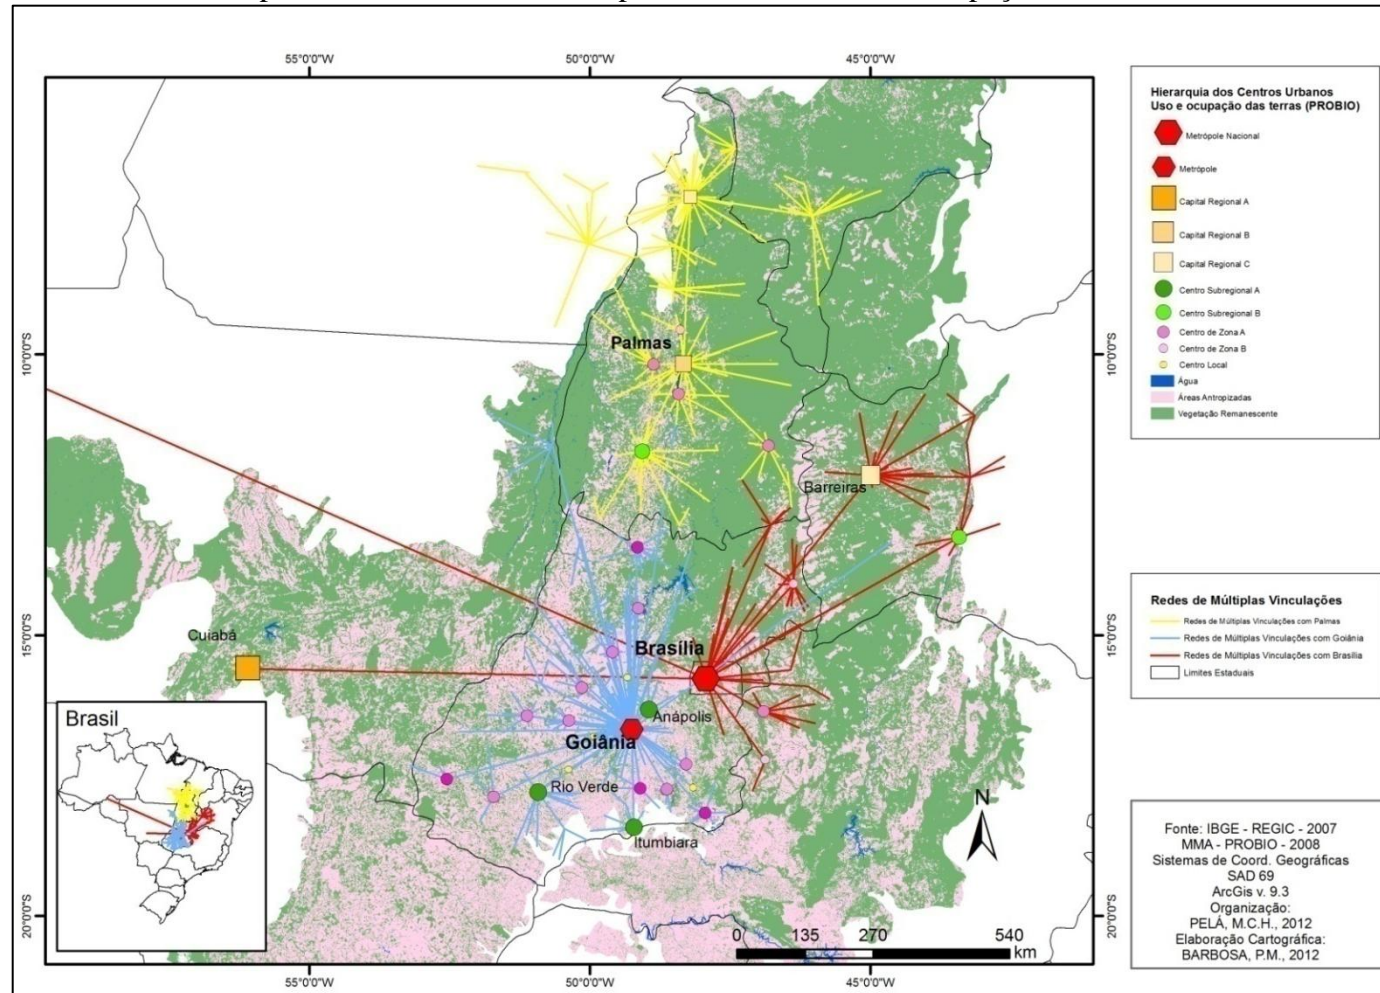 55°0'0"W 50°0'0"W 45°0'0"W
10°0'0"S
15°0'0"S
20°0'0"S
10°0'0"S
15°0'0"S
20°0'0"S
Palmas
Barreiras
Cuiabá
Brasília
Anápolis
Goiânia
Rio Verde
Itumbiara
Brasil
N
0 135 270 540
km
55°0'0"W 50°0'0"W 45°0'0"W
Hierarquia dos Centros Urbanos
Uso e ocupação das terras (PROBIO)
Metrópole Nacional
Metrópole
Capital Regional A
Capital Regional B
Capital Regional C
Centro Subregional A
Centro Subregional B
Centro de Zona A
Centro de Zona B
Centro Local
Água
Áreas Antropizadas
Vegetação Remanescente
Redes de Múltiplas Vinculações
Redes de Múltiplas Vinculações com Palmas
Redes de Múltiplas Vinculações com Goiânia
Redes de Múltiplas Vinculações com Brasília
Limites Estaduais
Fonte: IBGE - REGIC - 2007
MMA - PROBIO - 2008
Sistemas de Coord. Geográficas
SAD 69
ArcGis v. 9.3
Organização:
PELÁ, M.C.H., 2012
Elaboração Cartográfica:
BARBOSA, P.M., 2012